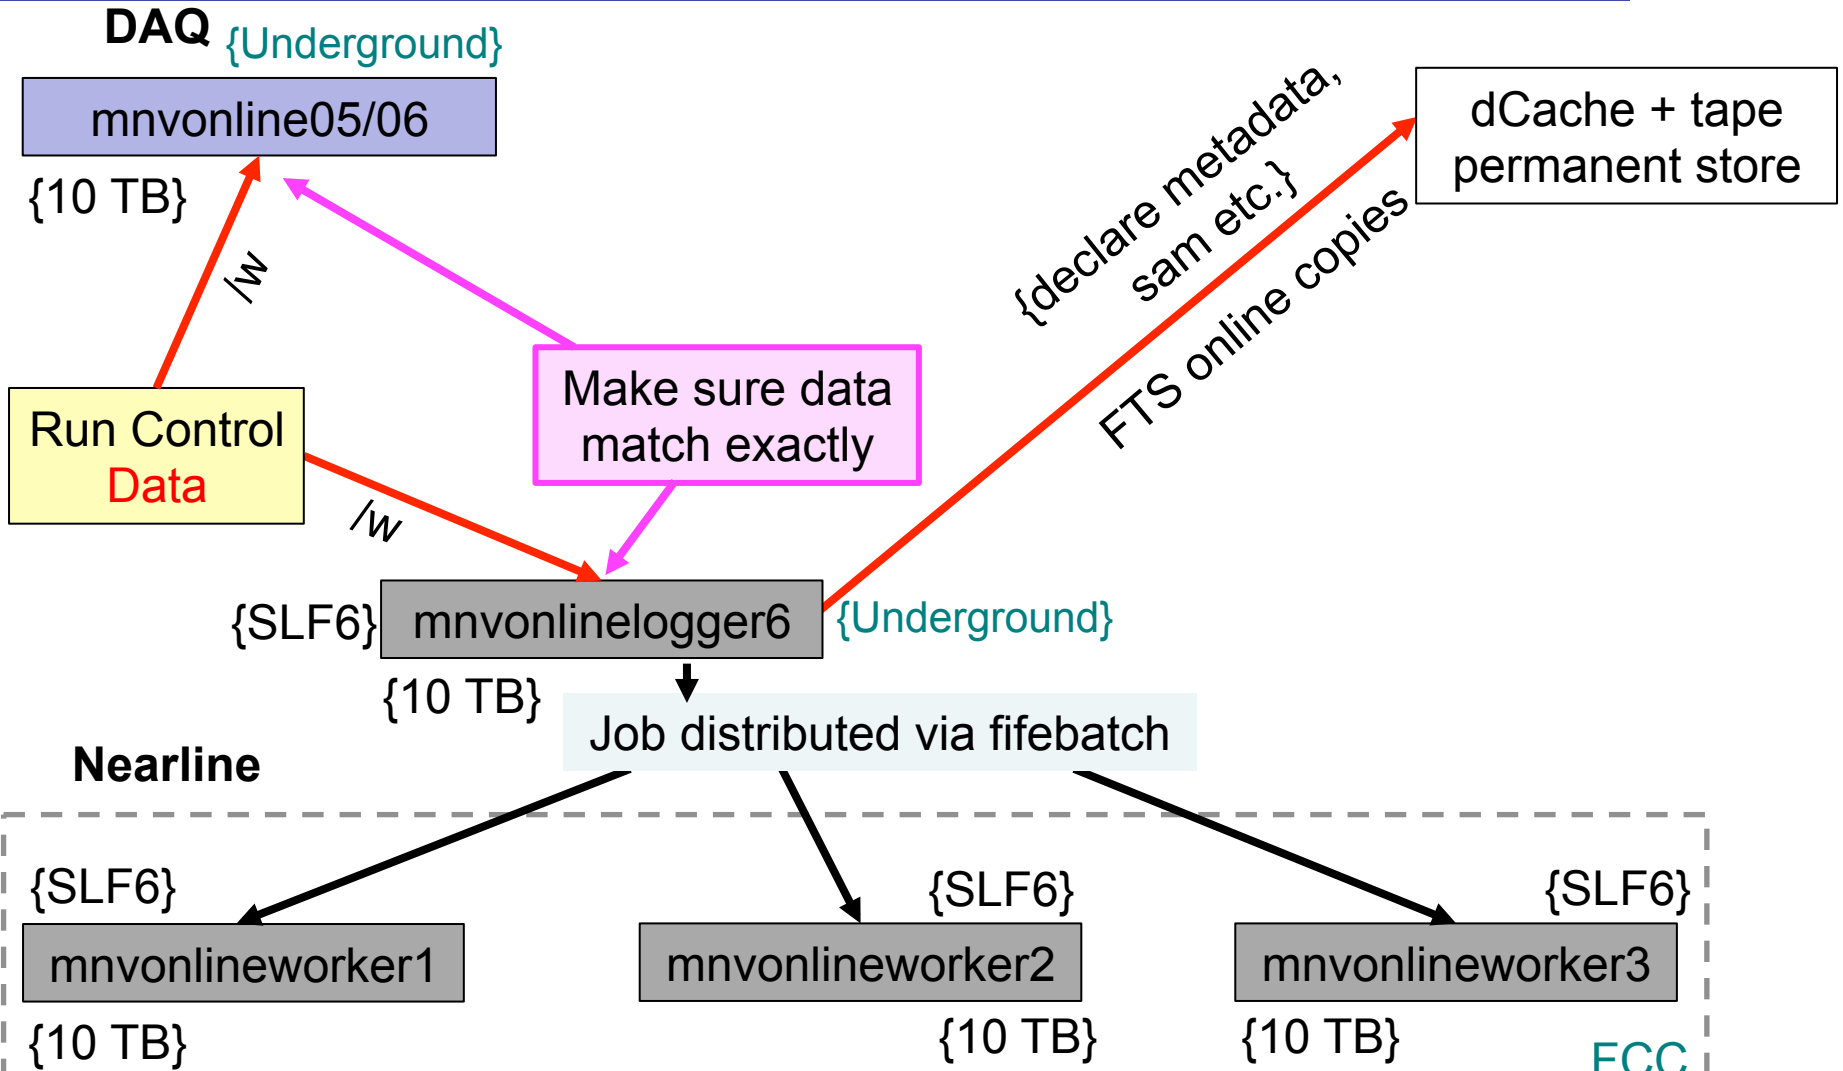 DAQ {Underground}
mnvonline05/06
{10 TB}
dCache + tape
permanent store
{declare metadata,
sam etc.}
FTS online copies
/w
Make sure data
match exactly
Run Control
Data
/w
{SLF6} mnvonlinelogger6 {Underground}
{10 TB}
Job distributed via fifebatch
Nearline
{SLF6} {SLF6} {SLF6}
mnvonlineworker1 mnvonlineworker2 mnvonlineworker3
{10 TB} {10 TB} {10 TB}
FCC